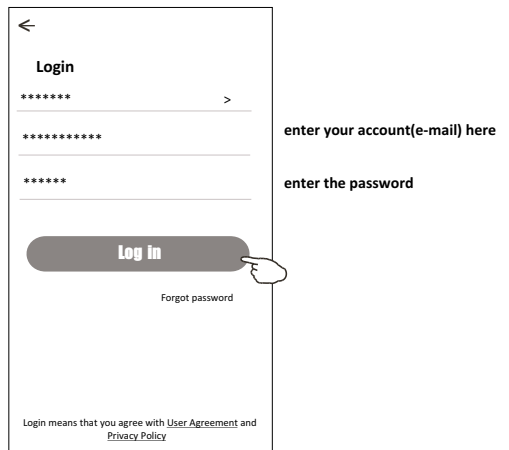 Login
******* >
***********
enter your account(e-mail) here
******
enter the password
Log in
Forgot password
Login means that you agree with User Agreement and
Privacy Policy